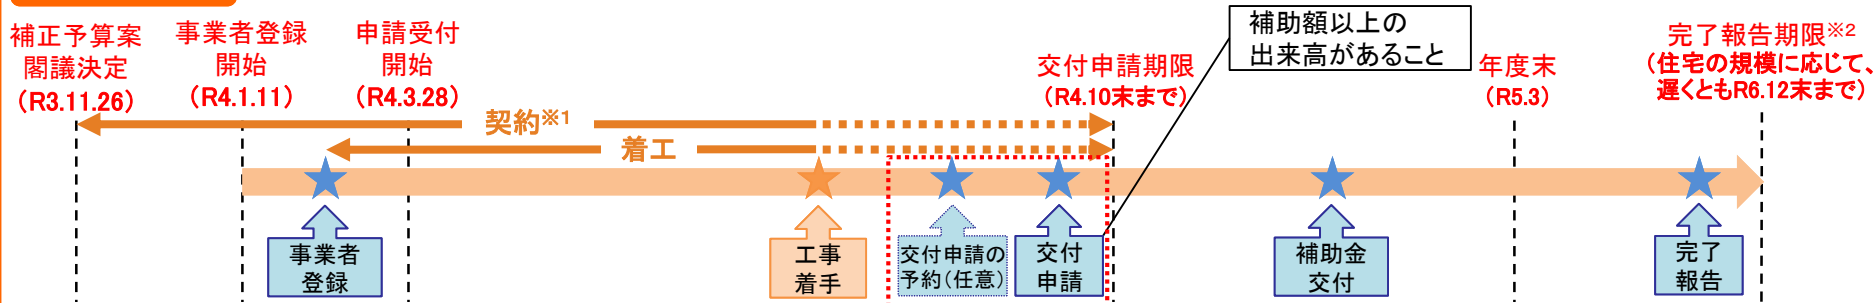 補正予算案
閣議決定
（R3.11.26）
事業者登録
開始
（R4.1.11）
申請受付
開始
（R4.3.28）
補助額以上の
出来高があること
交付申請期限
（R4.10末まで）
年度末
（R5.3）
完了報告期限※2
（住宅の規模に応じて、
遅くともR6.12末まで）
契約※1
着工
事業者
登録
工事
着手
交付申請の
予約（任意）
交付
申請
補助金
交付
完了
報告